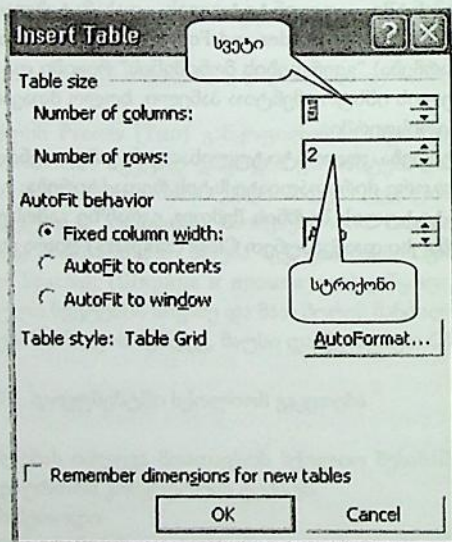 Insert Table
სვეტი
Table size
Number of columns:
Number of rows: 2
AutoFit behavior
Fixed column width:
AutoFit to contents
AutoFit to window
სტრიქონი
Table style: Table Grid AutoFormat...
Remember dimensions for new tables
OK Cancel